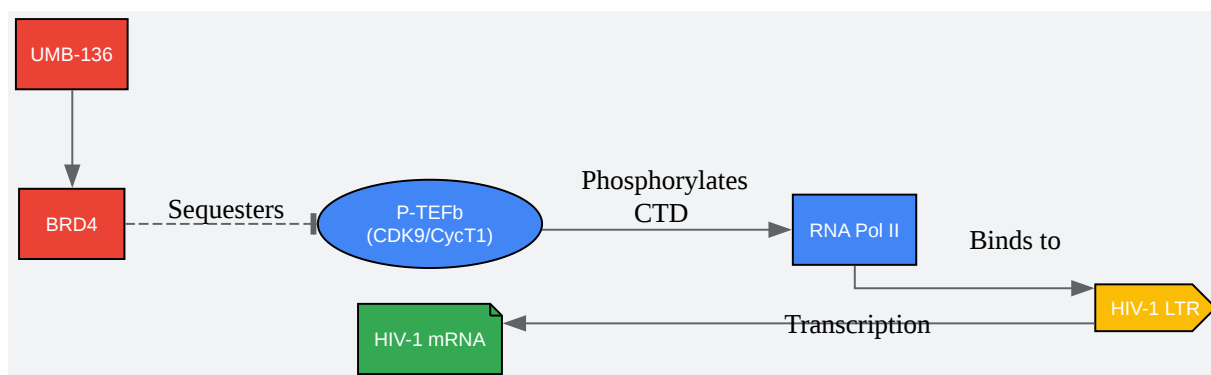 UMB-136
BRD4
Sequesters
P-TEFb
(CDK9/CycT1)
Phosphorylates
CTD
RNA Pol II
Binds to
HIV-1 LTR
Transcription
HIV-1 mRNA